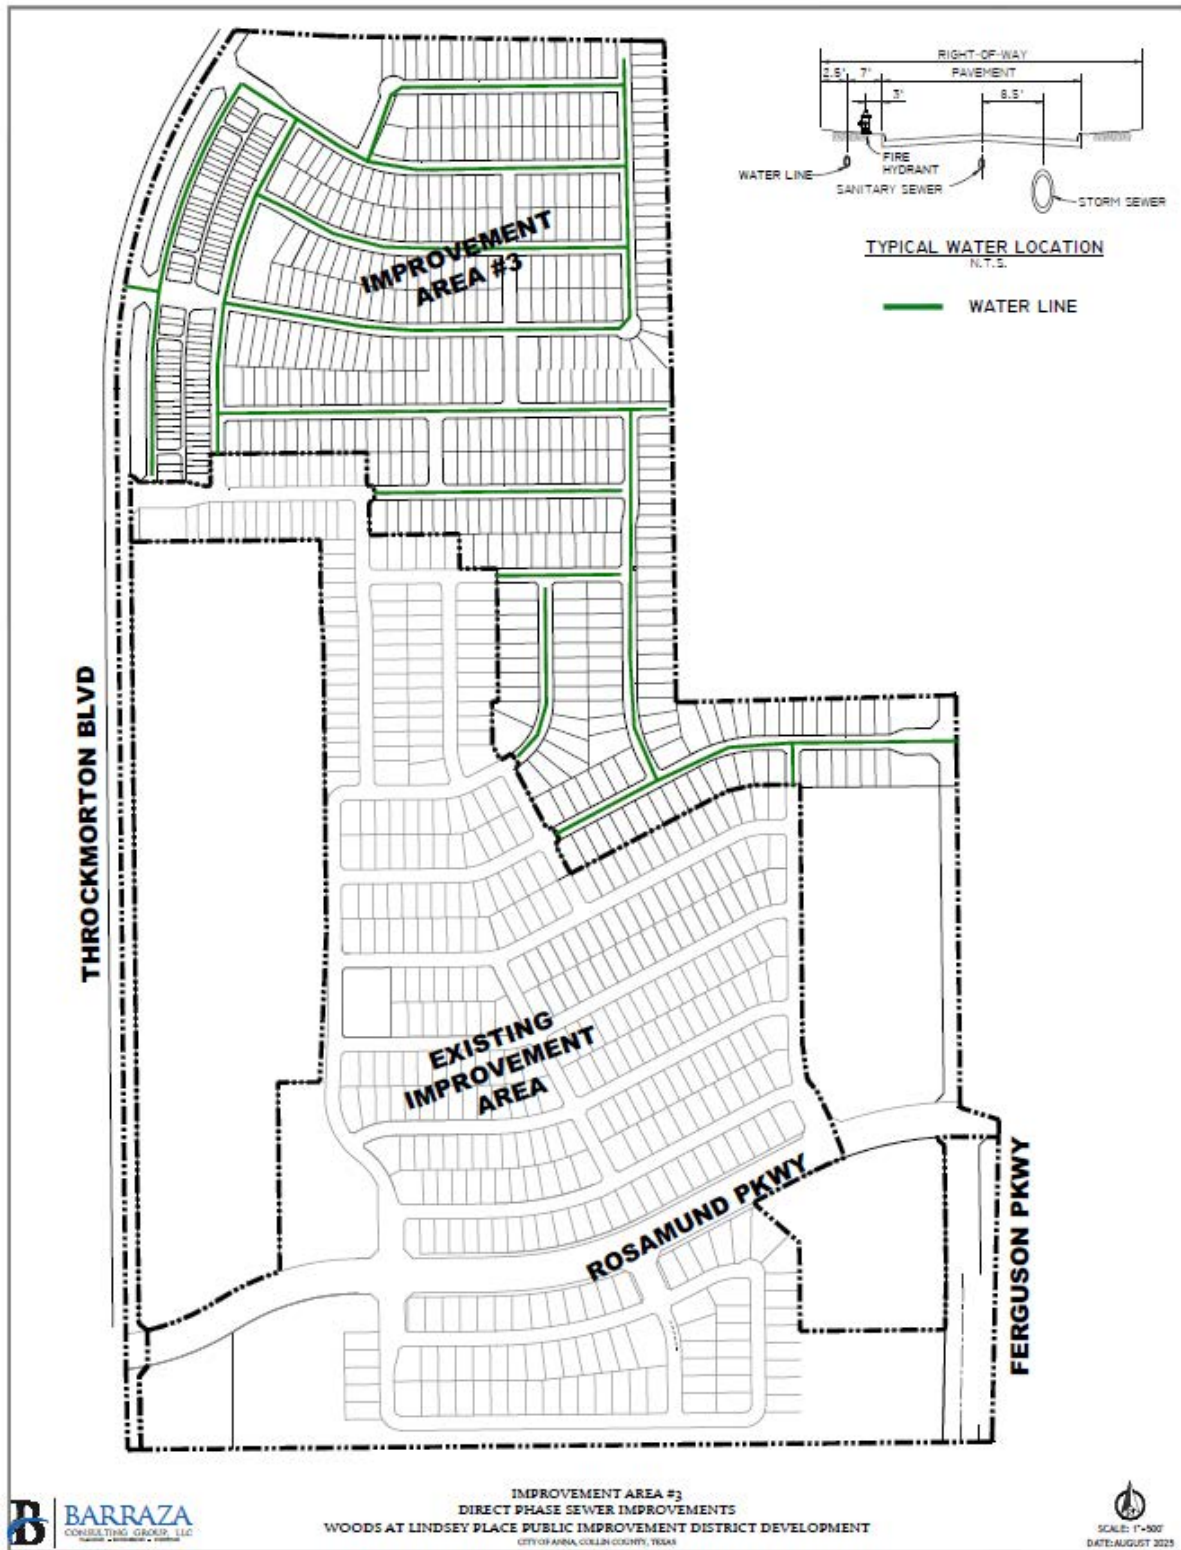 RIGHT-OF-WAY
2.5' 7' PAVEMENT
3' 8.5'
WATER LINE
FIRE
HYDRANT
SANITARY SEWER
STORM SEWER
TYPICAL WATER LOCATION
N.T.S.
WATER LINE
IMPROVEMENT
AREA #3
THROCKMORTON BLVD
EXISTING
IMPROVEMENT
AREA
ROSAMUND PKWY
FERGUSON PKWY
B BARRAZA
CONSULTING GROUP, LLC
IMPROVEMENT AREA #3
DIRECT PHASE SEWER IMPROVEMENTS
WOODS AT LINDSEY PLACE PUBLIC IMPROVEMENT DISTRICT DEVELOPMENT
CITY OF ANNA, COLLIN COUNTY, TEXAS
SCALE: 1"=500'
DATE: AUGUST 2025